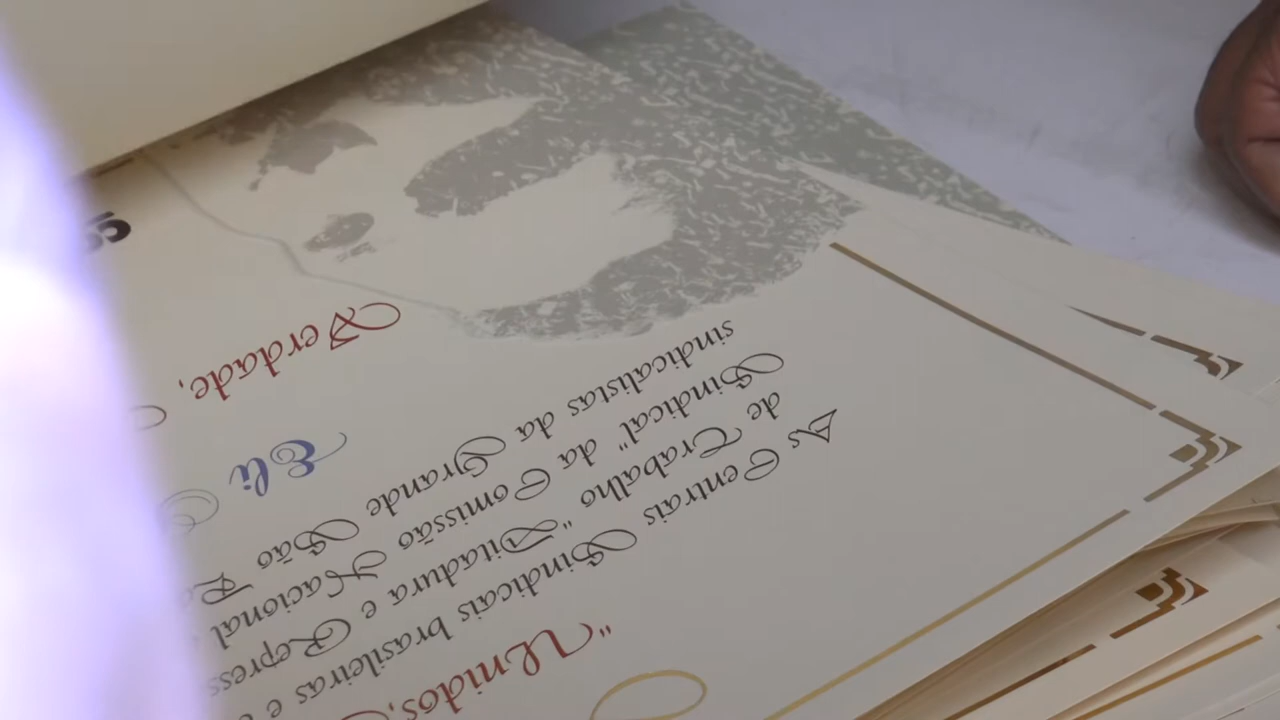 "Unidos,
As Centrais Sindicais brasileiras e
de Trabalho "Ditadura e Repress
Sindical" da Comissão Nacional
sindicalistas da Grande São
Eli
Verdade,